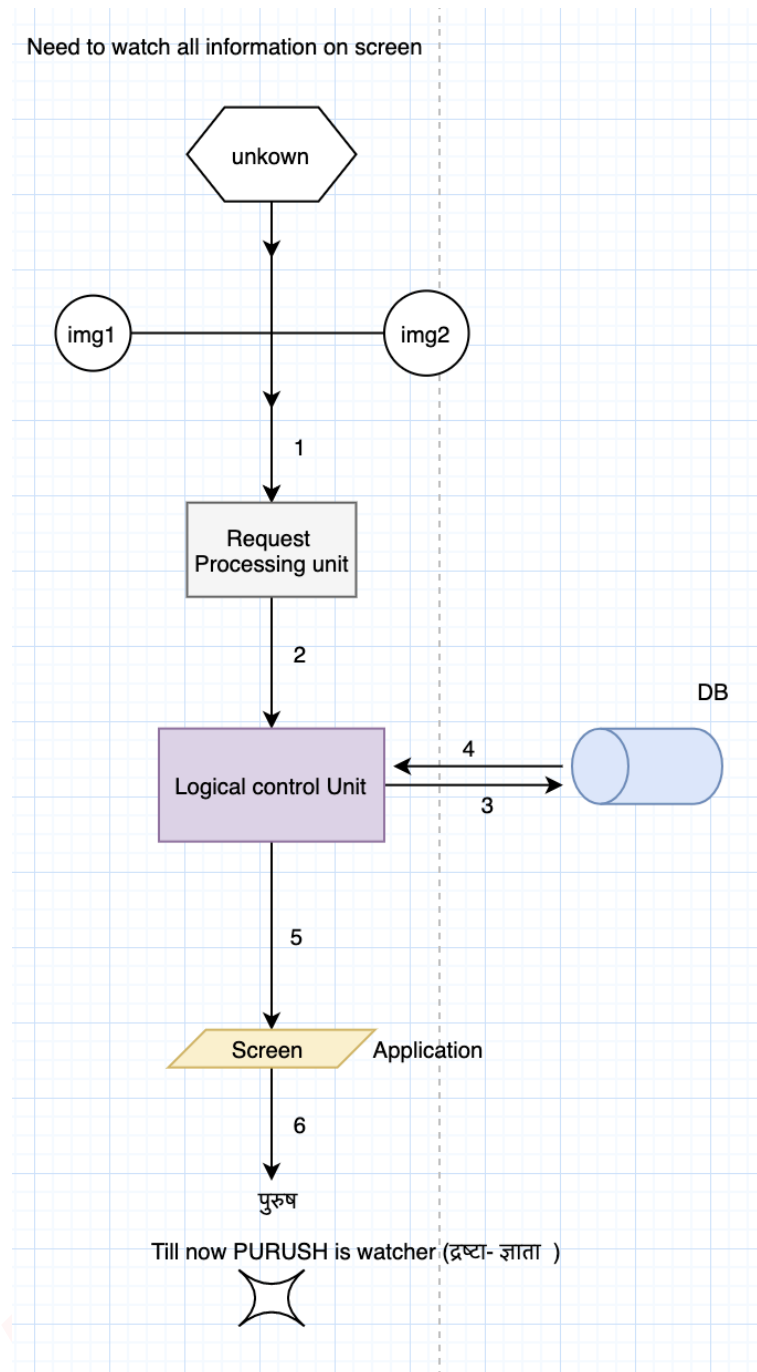 Need to watch all information on screen
unkown
img1
img2
1
Request
Processing unit
2
DB
Logical control Unit
4
3
5
Screen
Application
6
पुरुष
Till now PURUSH is watcher (द्रष्टा- ज्ञाता )